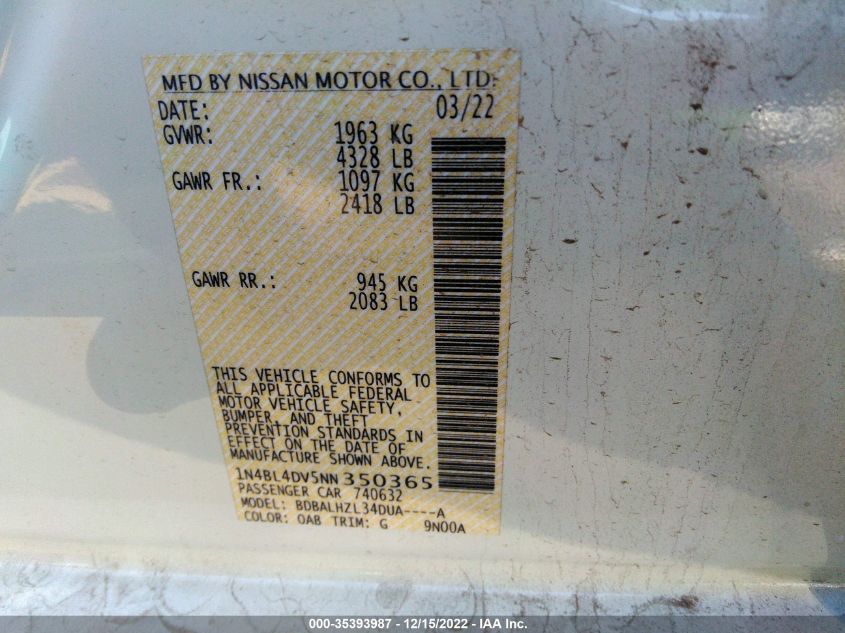 MFD BY NISSAN MOTOR CO., LTD.
DATE: 03/22
GVWR: 1963 KG
4328 LB
GAWR FR.: 1097 KG
2418 LB
GAWR RR.: 945 KG
2083 LB
THIS VEHICLE CONFORMS TO
ALL APPLICABLE FEDERAL
MOTOR VEHICLE SAFETY,
BUMPER, AND THEFT
PREVENTION STANDARDS IN
EFFECT ON THE DATE OF
MANUFACTURE SHOWN ABOVE.
1N4BL4DV5NN350365
PASSENGER CAR 740632
MODEL: BDBALHZL34DUA----A
COLOR: QAB TRIM: G 9N00A
000-35393987 - 12/15/2022 - IAA Inc.